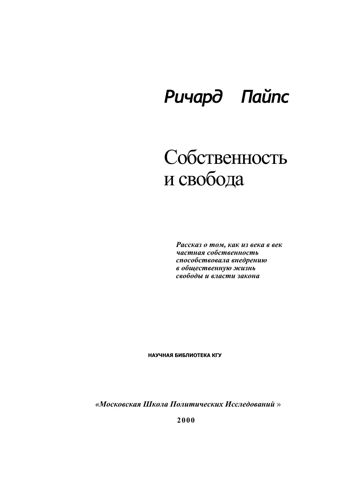 Ричард Пайпс
Собственность
и свобода
Рассказ о том, как из века в век
частная собственность
способствовала внедрению
в общественную жизнь
свободы и власти закона
НАУЧНАЯ БИБЛИОТЕКА КГУ
«Московская Школа Политических Исследований »
2000